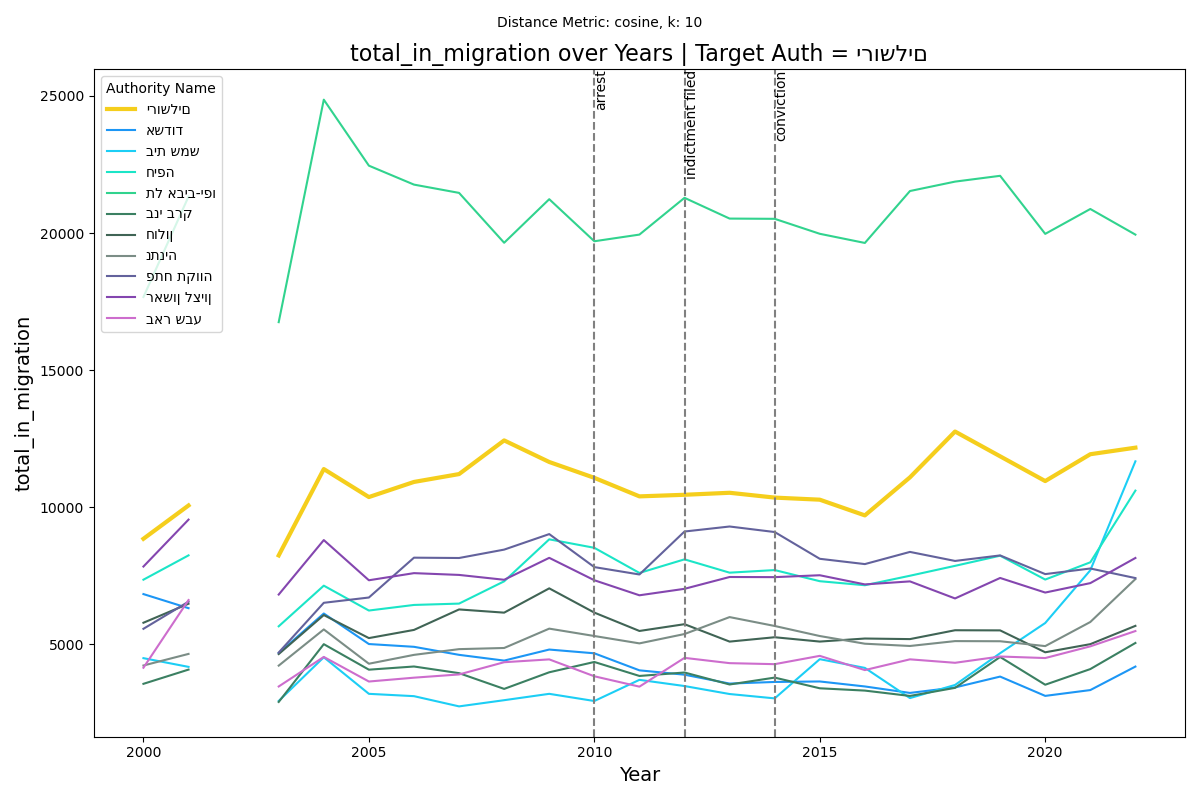 Distance Metric: cosine, k: 10
total_in_migration over Years | Target Auth = ירושלים
Authority Name
ירושלים
אשדוד
בית שמש
חיפה
תל אביב-יפו
בני ברק
חולון
נתניה
פתח תקווה
ראשון לציון
באר שבע
arrest
indictment filed
conviction
total_in_migration
25000
20000
15000
10000
5000
2000
2005
2010
2015
2020
Year